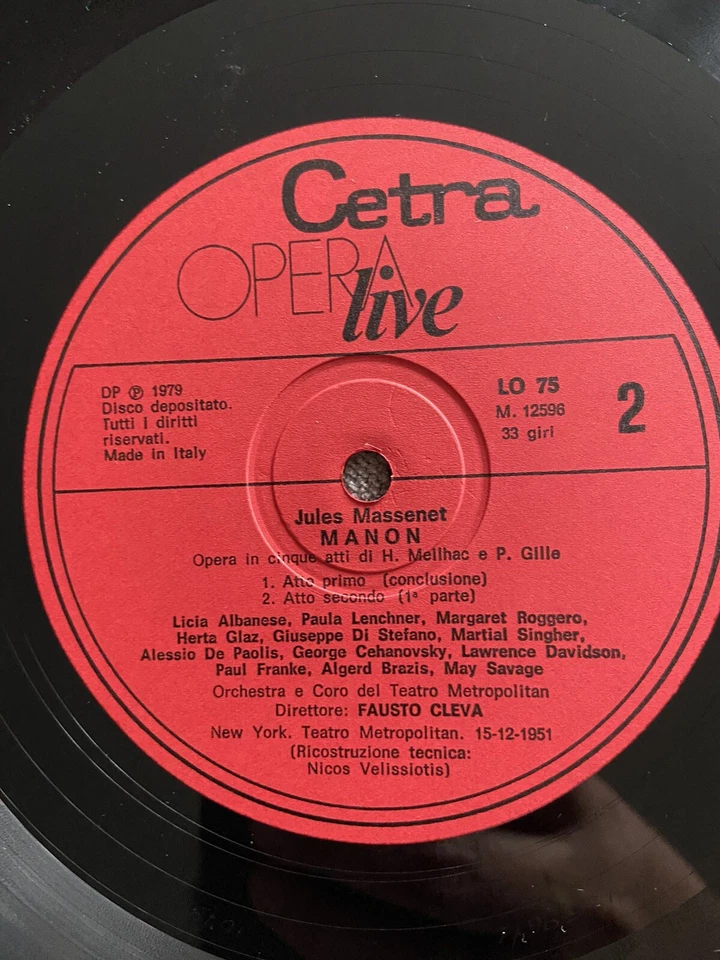 Cetra
OPERA
live
DP Ⓟ 1979
Disco depositato.
Tutti i diritti
riservati.
Made in Italy
LO 75
M. 12596
33 giri
2
Jules Massenet
MANON
Opera in cinque atti di H. Meilhac e P. Gille
1. Atto primo (conclusione)
2. Atto secondo (1ª parte)
Licia Albanese, Paula Lenchner, Margaret Roggero,
Herta Glaz, Giuseppe Di Stefano, Martial Singher,
Alessio De Paolis, George Cehanovsky, Lawrence Davidson,
Paul Franke, Algerd Brazis, May Savage
Orchestra e Coro del Teatro Metropolitan
Direttore: FAUSTO CLEVA
New York. Teatro Metropolitan. 15-12-1951
(Ricostruzione tecnica:
Nicos Velissiotis)